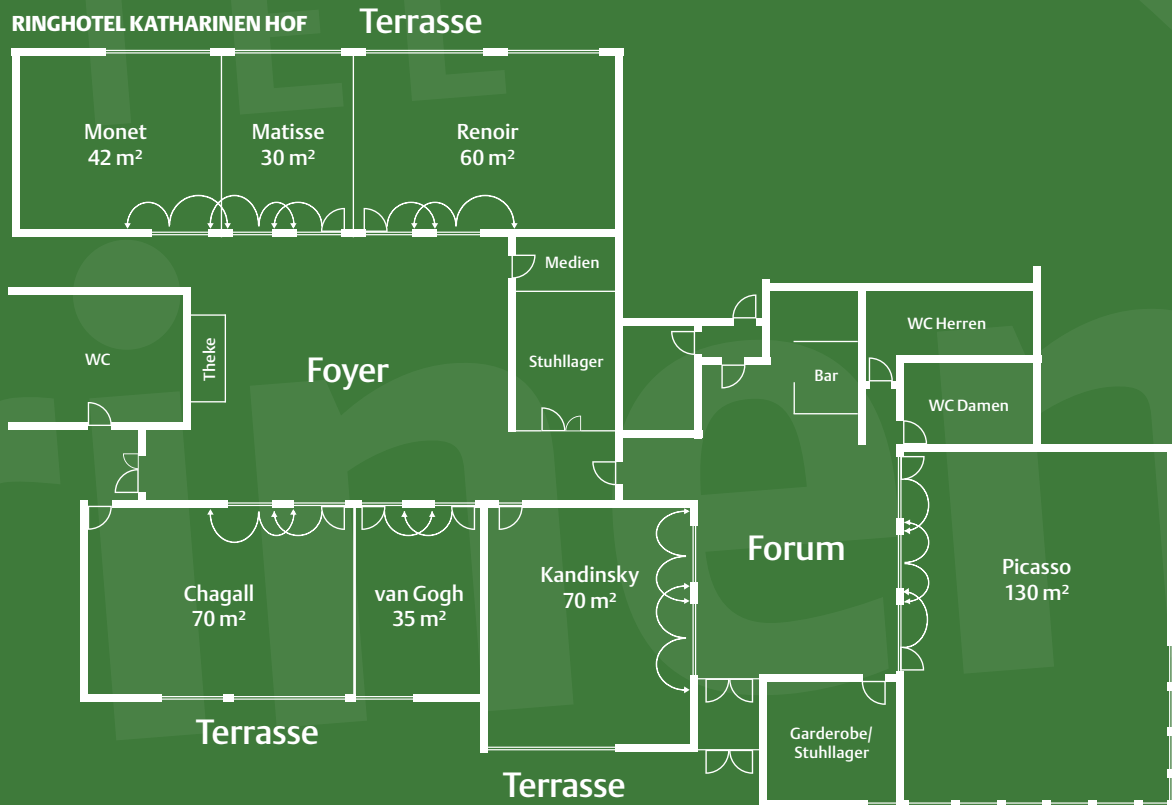 RINGHOTEL KATHARINEN HOF
Terrasse
Monet
42 m²
Matisse
30 m²
Renoir
60 m²
Medien
Stuhllager
WC
Theke
Foyer
Bar
WC Herren
WC Damen
Chagall
70 m²
van Gogh
35 m²
Kandinsky
70 m²
Forum
Picasso
130 m²
Terrasse
Garderobe/
Stuhllager
Terrasse